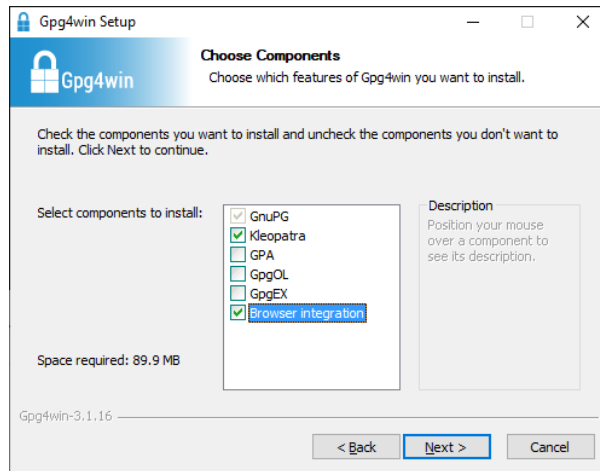 Gpg4win Setup
Gpg4win
Choose Components
Choose which features of Gpg4win you want to install.
Check the components you want to install and uncheck the components you don't want to
install. Click Next to continue.
Select components to install:
GnuPG
Kleopatra
GPA
GpgOL
GpgEX
Browser integration
Description
Position your mouse
over a component to
see its description.
Space required: 89.9 MB
Gpg4win-3.1.16
< Back
Next >
Cancel